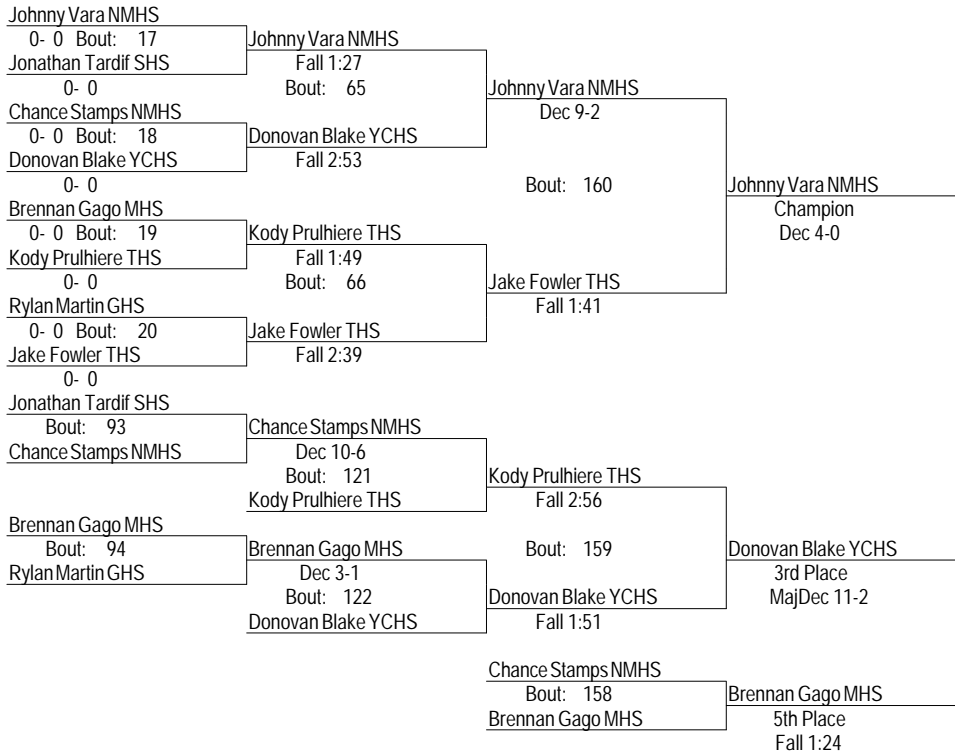 Johnny Vara NMHS
0- 0 Bout: 17
Johnny Vara NMHS
Jonathan Tardif SHS
Fall 1:27
0- 0
Bout: 65
Johnny Vara NMHS
Chance Stamps NMHS
Dec 9-2
0- 0 Bout: 18
Donovan Blake YCHS
Donovan Blake YCHS
Fall 2:53
0- 0
Bout: 160
Johnny Vara NMHS
Brennan Gago MHS
Champion
0- 0 Bout: 19
Kody Prulhiere THS
Dec 4-0
Kody Prulhiere THS
Fall 1:49
0- 0
Bout: 66
Jake Fowler THS
Rylan Martin GHS
Fall 1:41
0- 0 Bout: 20
Jake Fowler THS
Jake Fowler THS
Fall 2:39
0- 0
Jonathan Tardif SHS
Bout: 93
Chance Stamps NMHS
Chance Stamps NMHS
Dec 10-6
Bout: 121
Kody Prulhiere THS
Kody Prulhiere THS
Fall 2:56
Brennan Gago MHS
Bout: 94
Brennan Gago MHS
Bout: 159
Donovan Blake YCHS
Rylan Martin GHS
Dec 3-1
3rd Place
Bout: 122
Donovan Blake YCHS
MajDec 11-2
Donovan Blake YCHS
Fall 1:51
Chance Stamps NMHS
Bout: 158
Brennan Gago MHS
Brennan Gago MHS
5th Place
Fall 1:24